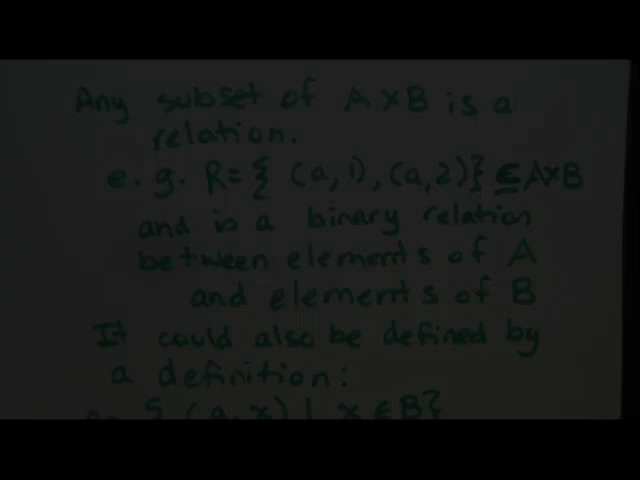 Any subset of A×B is a
relation.
e.g. R={ (a,1),(a,2)} ⊆ A×B
and is a binary relation
between elements of A
and elements of B
It could also be defined by
a definition:
{ (a,x) | x ∈ B}